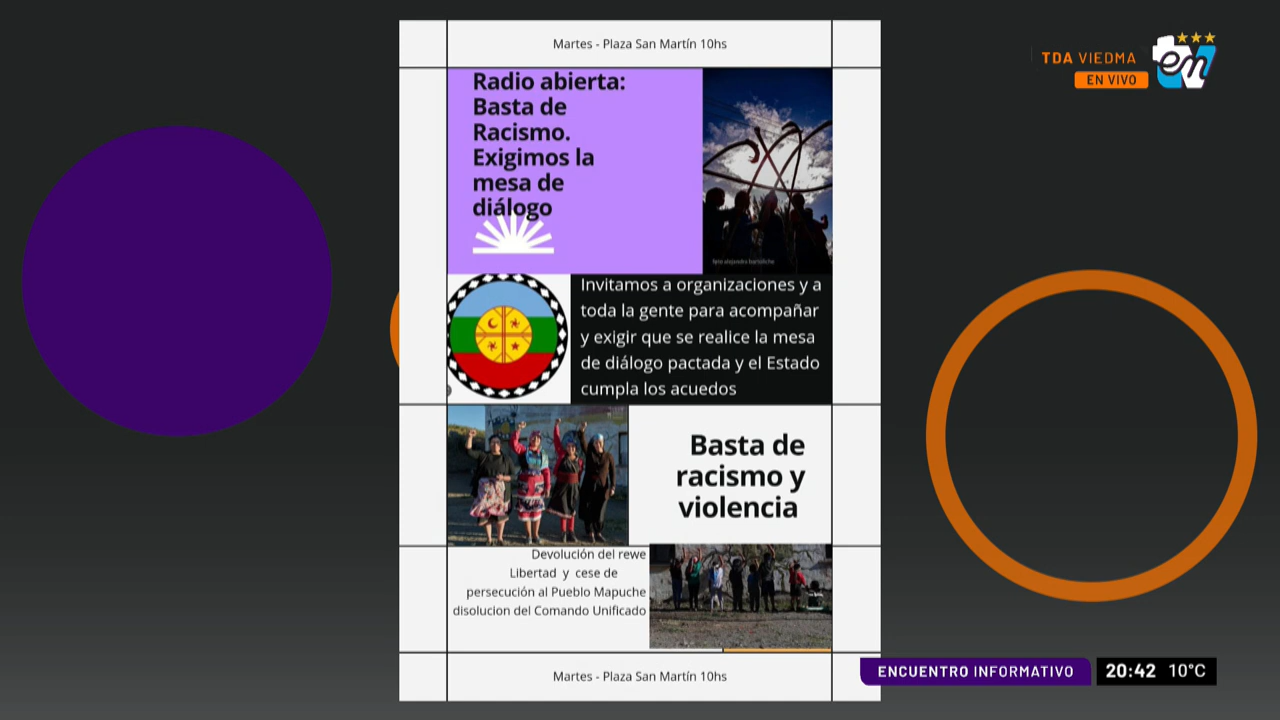 Martes - Plaza San Martín 10hs
TDA VIEDMA
EN VIVO
em
Radio abierta:
Basta de
Racismo.
Exigimos la
mesa de
diálogo
Invitamos a organizaciones y a
toda la gente para acompañar
y exigir que se realice la mesa
de diálogo pactada y el Estado
cumpla los acuedos
Basta de
racismo y
violencia
Devolución del rewe
Libertad y cese de
persecución al Pueblo Mapuche
disolucion del Comando Unificado
Martes - Plaza San Martín 10hs
ENCUENTRO INFORMATIVO
20:42 10°C